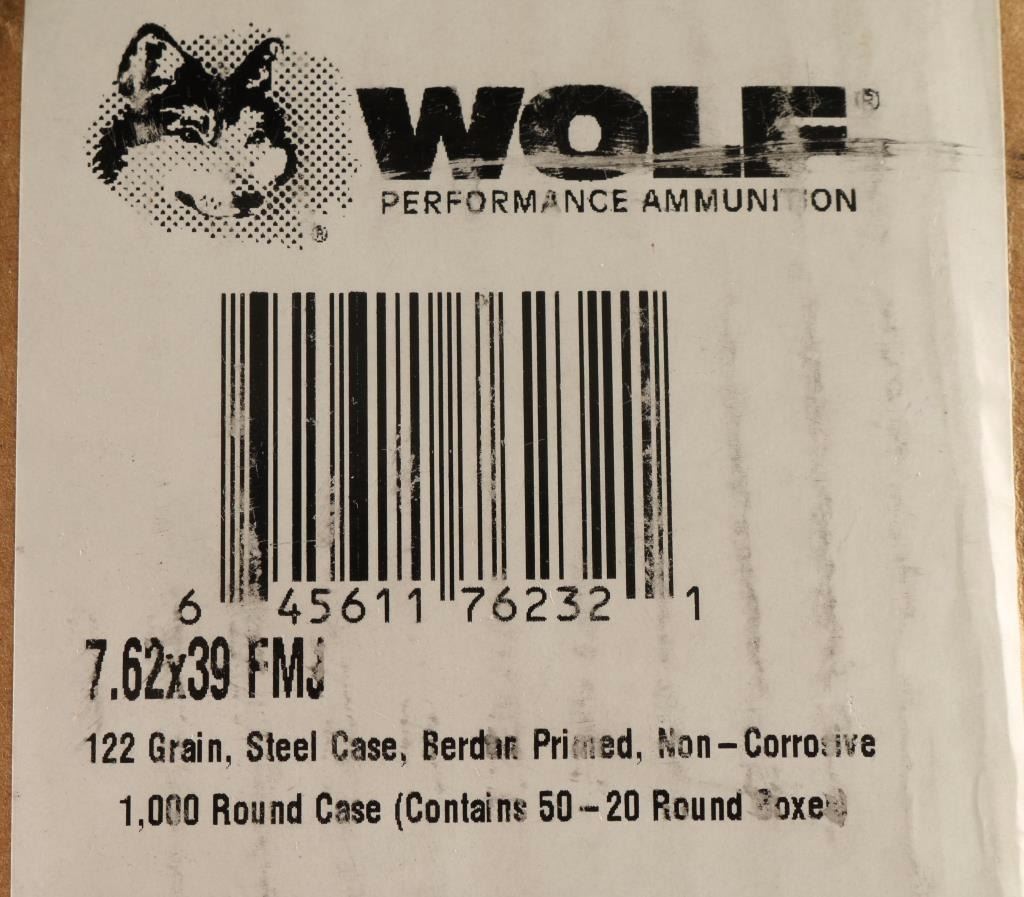 WOLF®
PERFORMANCE AMMUNITION
®
6 45611 76232 1
7.62x39 FMJ
122 Grain, Steel Case, Berdan Primed, Non-Corrosive
1,000 Round Case (Contains 50-20 Round Boxes)